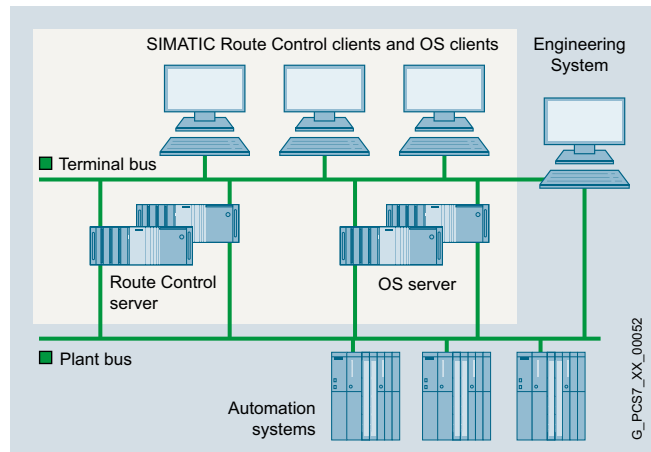 SIMATIC Route Control clients and OS clients
Engineering
System
Terminal bus
Route Control
server
OS server
Plant bus
Automation
systems
G_PCS7_XX_00052